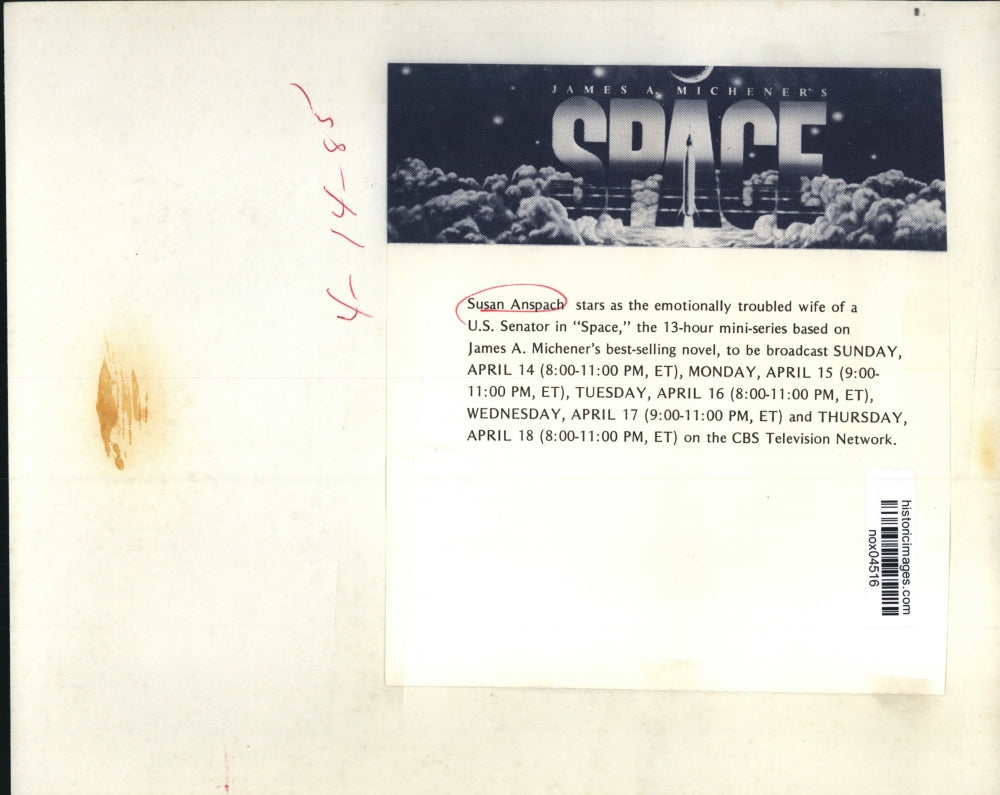 4-14-85
JAMES A. MICHENER'S
SPACE
Susan Anspach stars as the emotionally troubled wife of a
U.S. Senator in "Space," the 13-hour mini-series based on
James A. Michener's best-selling novel, to be broadcast SUNDAY,
APRIL 14 (8:00-11:00 PM, ET), MONDAY, APRIL 15 (9:00-
11:00 PM, ET), TUESDAY, APRIL 16 (8:00-11:00 PM, ET),
WEDNESDAY, APRIL 17 (9:00-11:00 PM, ET) and THURSDAY,
APRIL 18 (8:00-11:00 PM, ET) on the CBS Television Network.
historicimages.com
nox04516